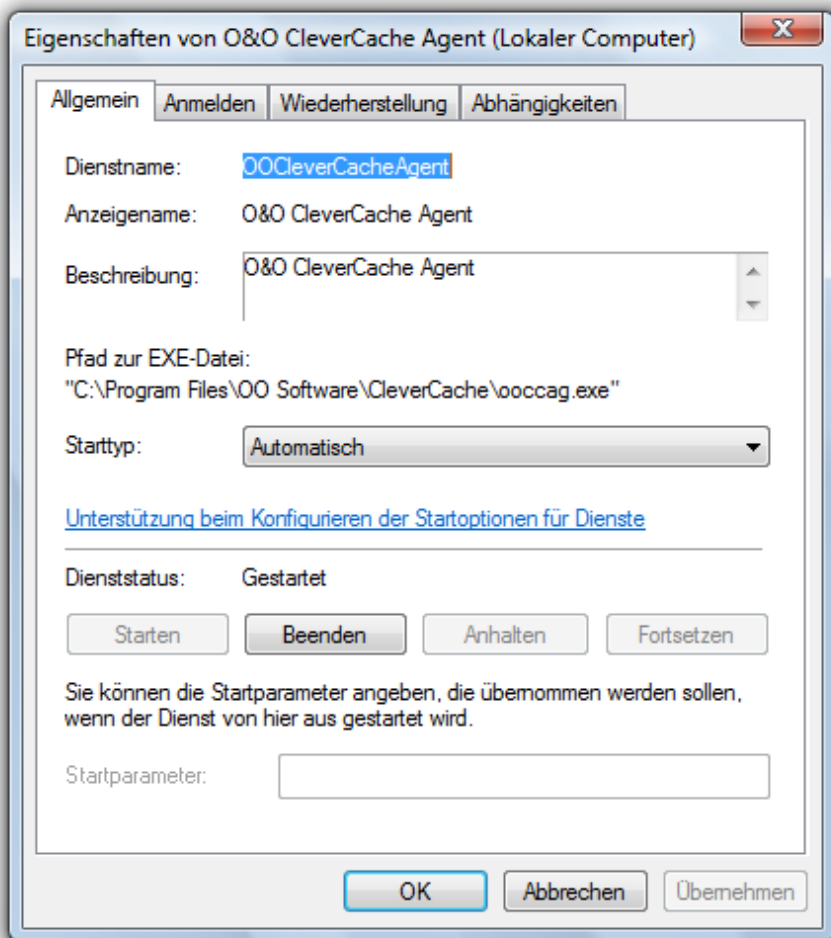 Eigenschaften von O&O CleverCache Agent (Lokaler Computer)
Allgemein Anmelden Wiederherstellung Abhängigkeiten
Dienstname: OOCleverCacheAgent
Anzeigename: O&O CleverCache Agent
Beschreibung: O&O CleverCache Agent
Pfad zur EXE-Datei:
"C:\Program Files\OO Software\CleverCache\ooccag.exe"
Starttyp: Automatisch
Unterstützung beim Konfigurieren der Startoptionen für Dienste
Dienststatus: Gestartet
Starten Beenden Anhalten Fortsetzen
Sie können die Startparameter angeben, die übernommen werden sollen,
wenn der Dienst von hier aus gestartet wird.
Startparameter:
OK Abbrechen Übernehmen